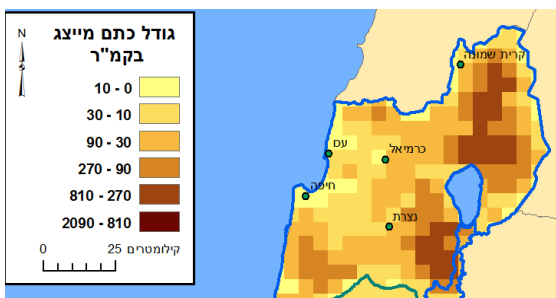 גודל כתם מייצג
בקמ"ר
N
10 - 0
30 - 10
90 - 30
270 - 90
810 - 270
2090 - 810
קילומטרים
25
0
קרית שמונה
עכו
כרמיאל
חיפה
נצרת